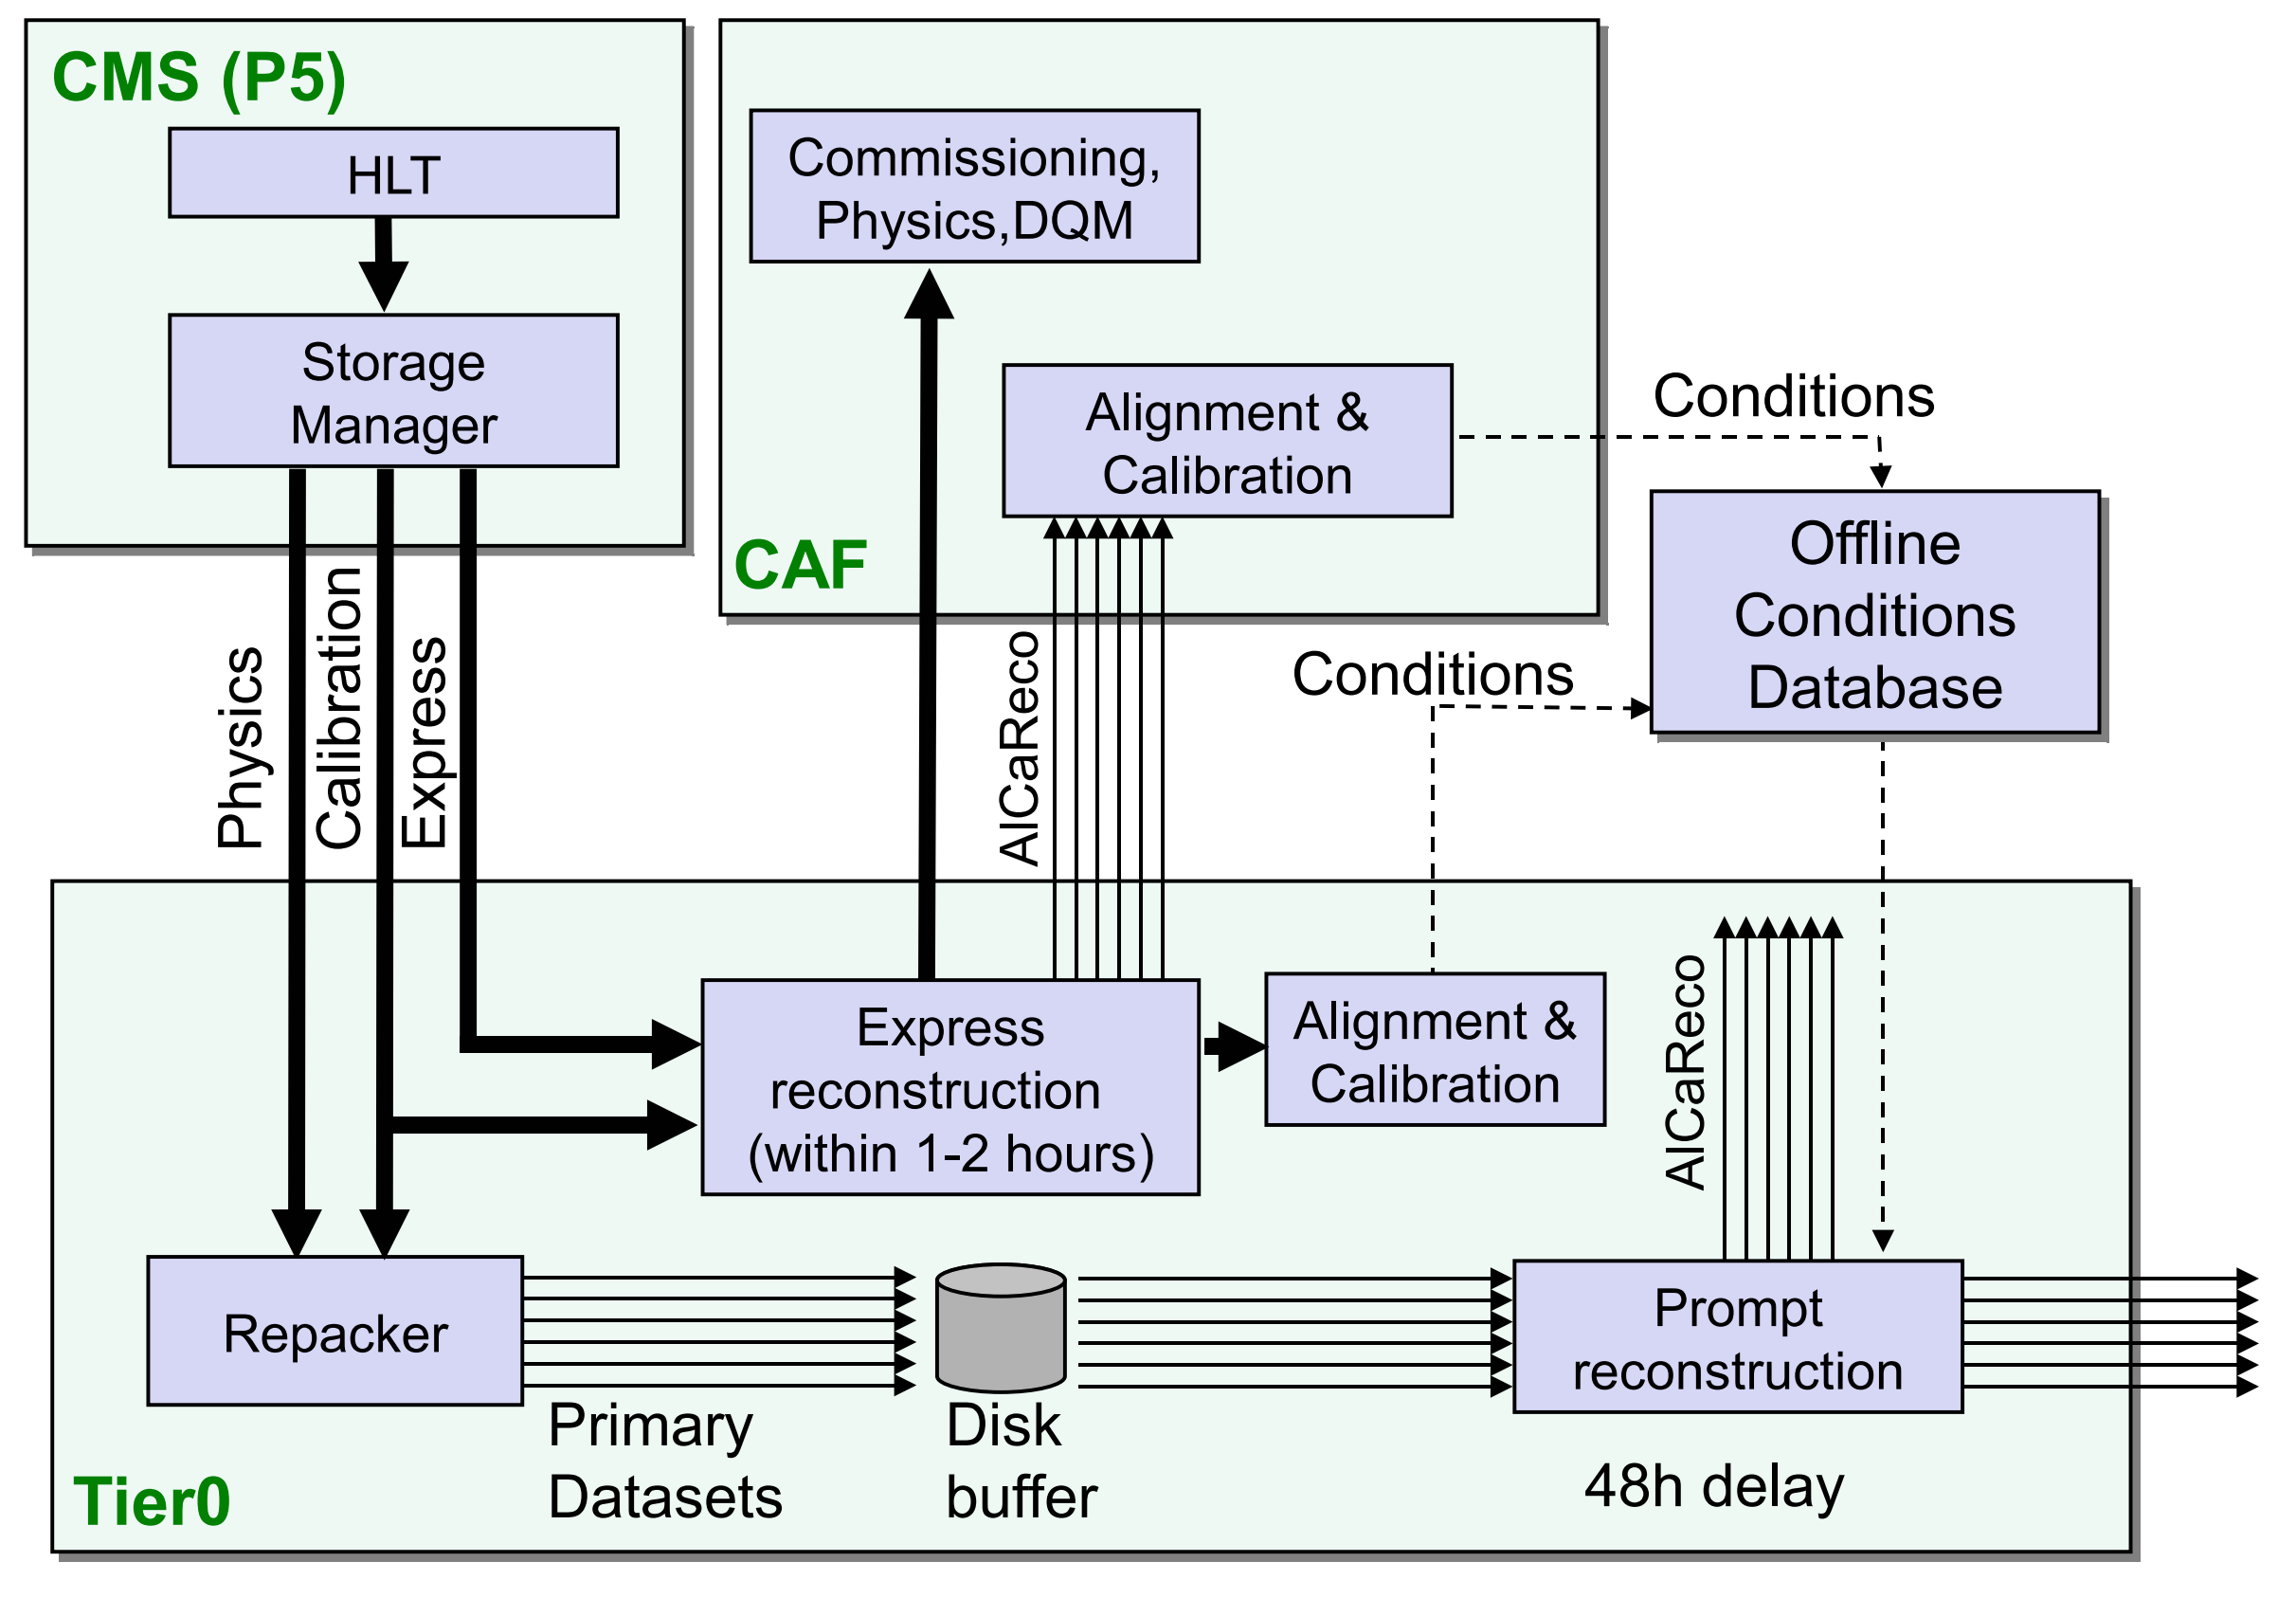 CMS (P5)
HLT
Storage
Manager
Commissioning,
Physics,DQM
Alignment &
Calibration
CAF
Conditions
Offline
Conditions
Database
Conditions
Physics
Calibration
Express
AlCaReco
Express
reconstruction
(within 1-2 hours)
Alignment &
Calibration
AlCaReco
Repacker
Primary
Datasets
Disk
buffer
Prompt
reconstruction
48h delay
Tier0